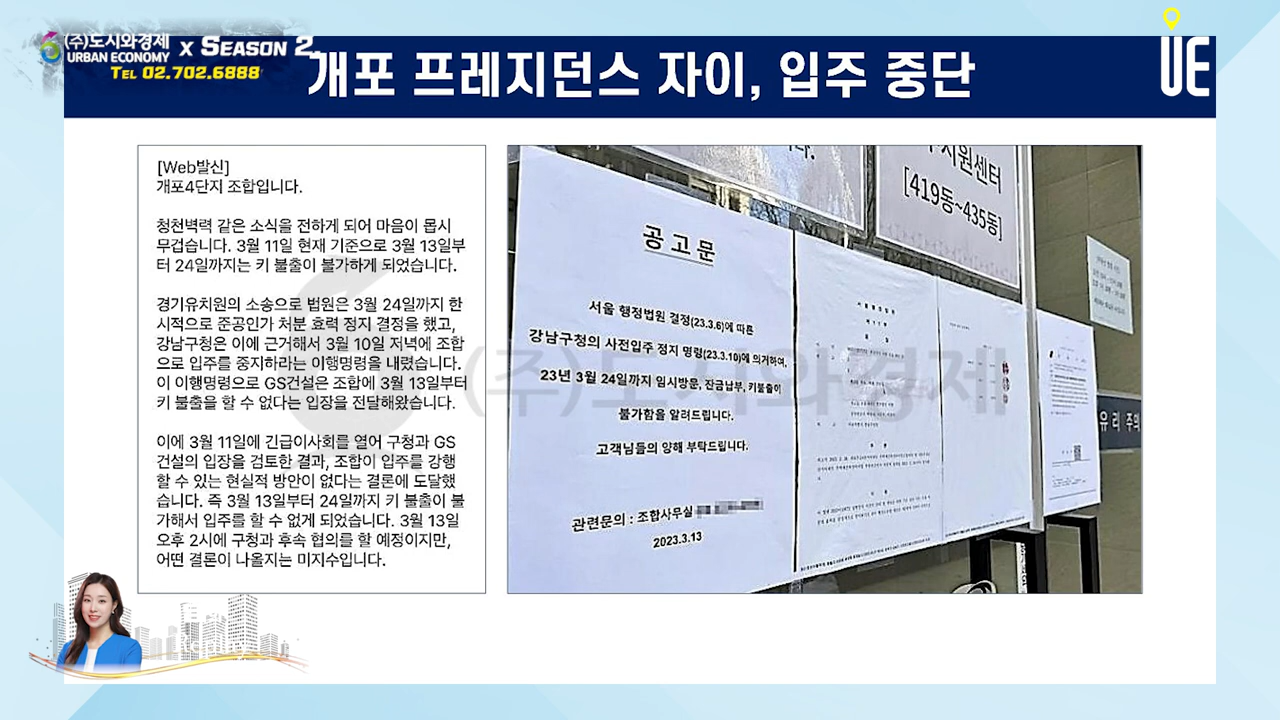 (주)도시와경제 x SEASON 2
URBAN ECONOMY
TEL 02.702.6888
개포 프레지던스 자이, 입주 중단
UE
[Web발신]
개포4단지 조합입니다.
청천벽력 같은 소식을 전하게 되어 마음이 몹시
무겁습니다. 3월 11일 현재 기준으로 3월 13일부
터 24일까지는 키 불출이 불가하게 되었습니다.
경기유치원의 소송으로 법원은 3월 24일까지 한
시적으로 준공인가 처분 효력 정지 결정을 했고,
강남구청은 이에 근거해서 3월 10일 저녁에 조합
으로 입주를 중지하라는 이행명령을 내렸습니다.
이 이행명령으로 GS건설은 조합에 3월 13일부터
키 불출을 할 수 없다는 입장을 전해왔습니다.
이에 3월 11일에 긴급이사회를 열어 구청과 GS
건설의 입장을 검토한 결과, 조합이 입주를 강행
할 수 있는 현실적 방안이 없다는 결론에 도달했
습니다. 즉 3월 13일부터 24일까지 키 불출이 불
가해서 입주를 할 수 없게 되었습니다. 3월 13일
오후 2시에 구청과 후속 협의를 할 예정이지만,
어떤 결론이 나올지는 미지수입니다.
지원센터
[419동~435동]
공고문
서울 행정법원 결정(23.3.6)에 따른
강남구청의 사전입주 정지 명령(23.3.10)에 의거하여,
23년 3월 24일까지 임시방문, 잔금납부, 키불출이
불가함을 알려드립니다.
고객님들의 양해 부탁드립니다.
관련문의 : 조합사무실
2023.3.13
유리 주의
(주)도시와경제